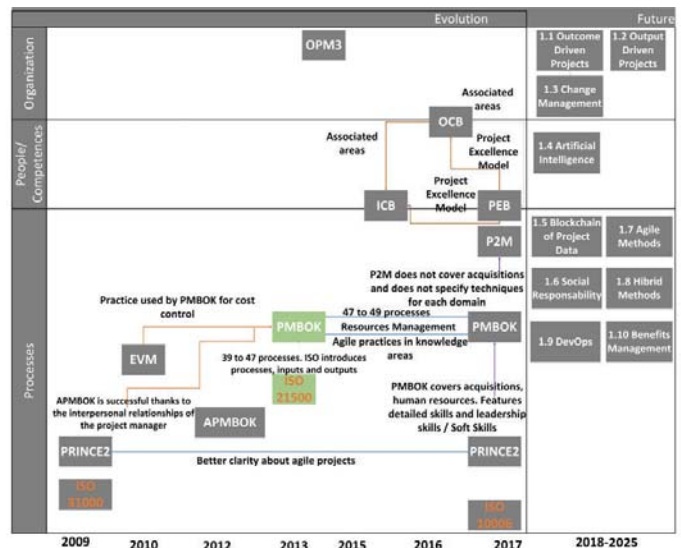 Evolution
Future
Organization
OPM3
1.1 Outcome
Driven
Projects
1.2 Output
Driven
Projects
1.3 Change
Management
Associated
areas
People/
Competences
OCB
Associated
areas
Project
Excellence
Model
1.4 Artificial
Intelligence
Project
Excellence
Model
ICB
PEB
Processes
P2M
1.5 Blockchain
of Project
Data
1.7 Agile
Methods
P2M does not cover acquisitions
and does not specify techniques
for each domain
1.6 Social
Responsability
1.8 Hibrid
Methods
Practice used by PMBOK for cost
control
PMBOK
47 to 49 processes
Resources Management
Agile practices in knowledge
areas
PMBOK
1.9 DevOps
1.10 Benefits
Management
EVM
39 to 47 processes. ISO introduces
processes, inputs and outputs
ISO
21500
APMBOK is successful thanks to
the interpersonal relationships of
the project manager
APMBOK
PMBOK covers acquisitions,
human resources. Features
detailed skills and leadership
skills / Soft Skills
PRINCE2
Better clarity about agile projects
PRINCE2
ISO
31000
ISO
10006
2009
2010
2012
2013
2015
2016
2017
2018-2025